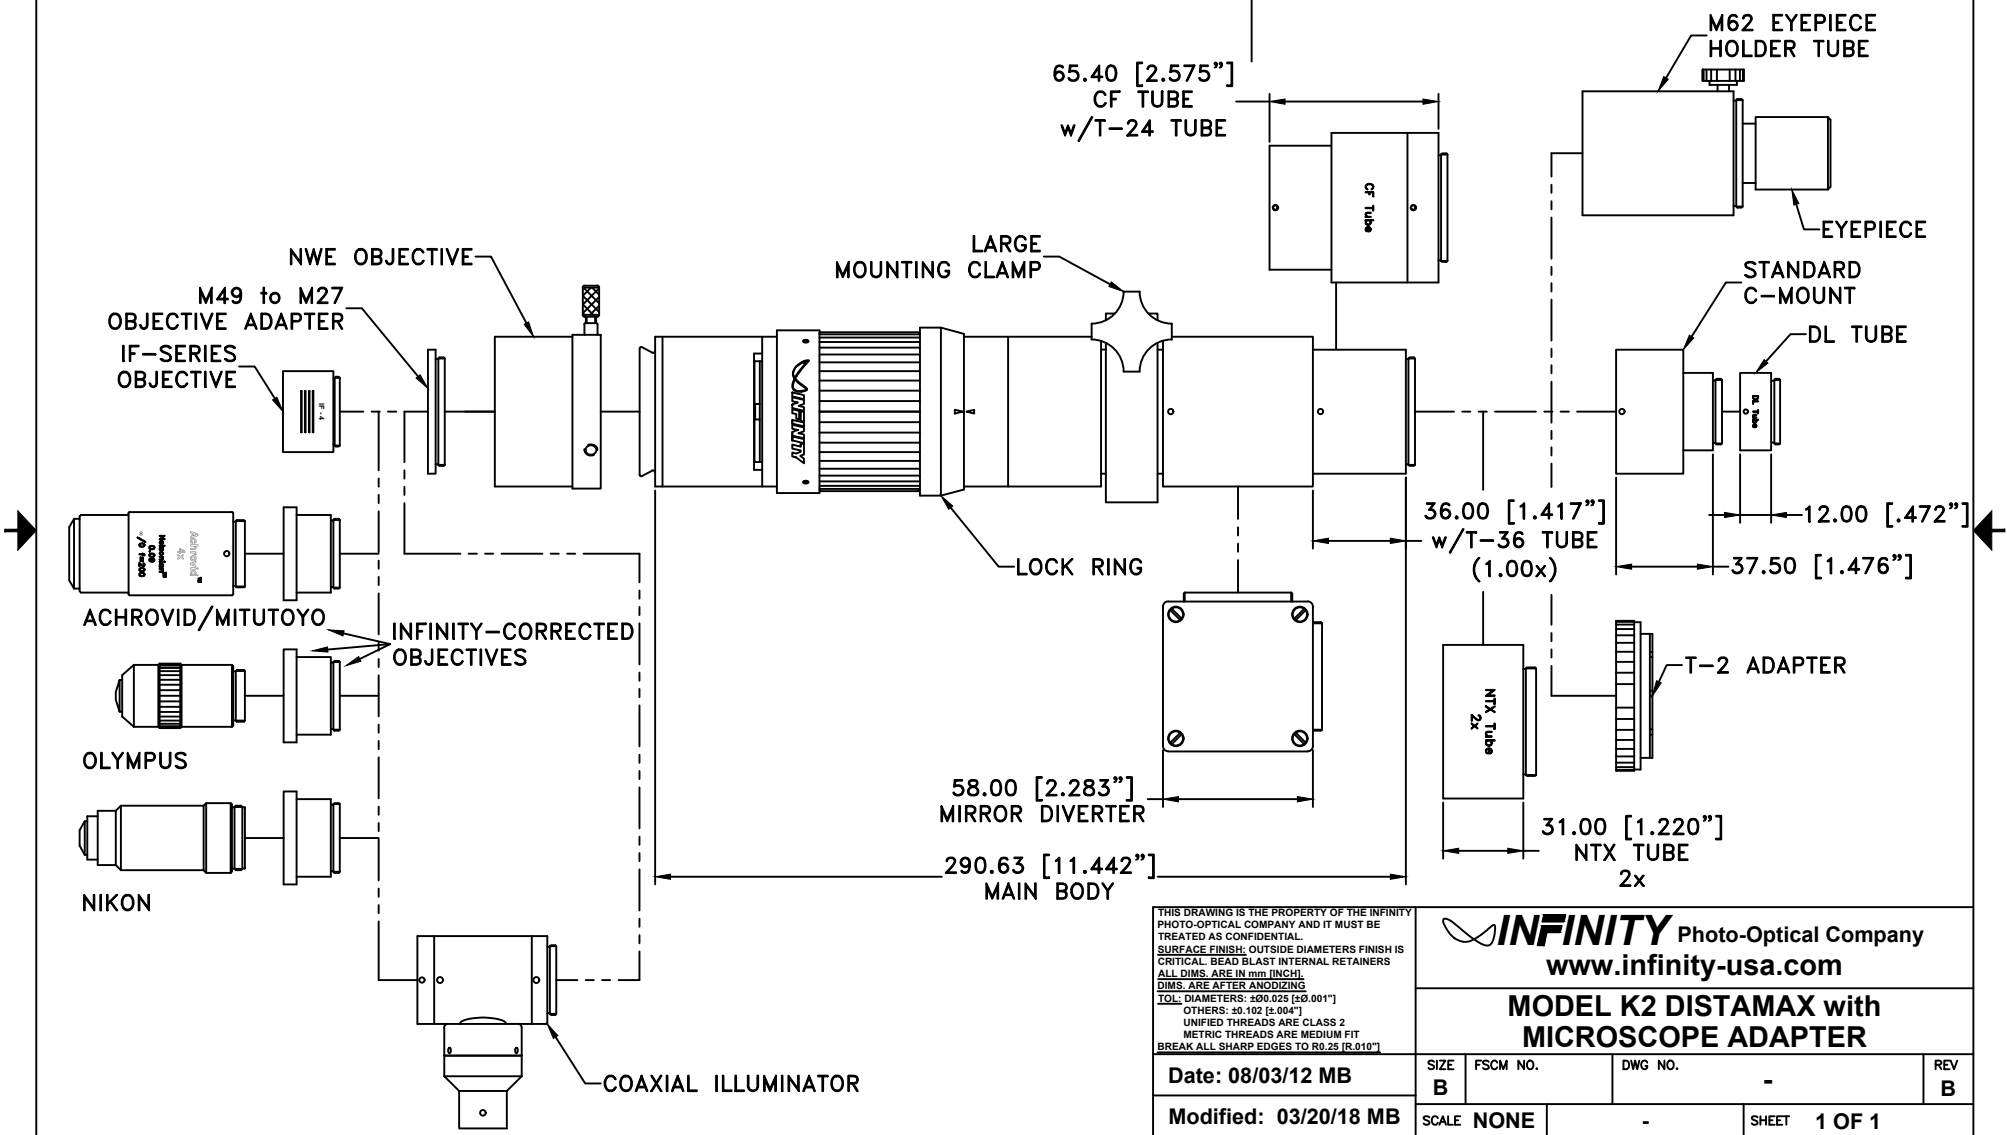 M62 EYEPIECE
HOLDER TUBE
65.40 [2.575”]
CF TUBE
w/T-24 TUBE
CF Tube
EYEPIECE
NWE OBJECTIVE
LARGE
MOUNTING CLAMP
STANDARD
C-MOUNT
M49 to M27
OBJECTIVE ADAPTER
DL TUBE
IF-SERIES
OBJECTIVE
IF-4
INFINITY
DL Tube
36.00 [1.417”]
w/T-36 TUBE
(1.00x)
12.00 [.472”]
37.50 [1.476”]
LOCK RING
Achrovid™
4x
0.09
∞/0 f=200
ACHROVID/MITUTOYO
INFINITY-CORRECTED
OBJECTIVES
T-2 ADAPTER
NTX Tube
2x
OLYMPUS
58.00 [2.283”]
MIRROR DIVERTER
31.00 [1.220”]
NTX TUBE
2x
290.63 [11.442”]
MAIN BODY
NIKON
COAXIAL ILLUMINATOR
THIS DRAWING IS THE PROPERTY OF THE INFINITY
PHOTO-OPTICAL COMPANY AND IT MUST BE
TREATED AS CONFIDENTIAL.
SURFACE FINISH: OUTSIDE DIAMETERS FINISH IS
CRITICAL. BEAD BLAST INTERNAL RETAINERS
ALL DIMS. ARE IN mm [INCH].
DIMS. ARE AFTER ANODIZING
TOL: DIAMETERS: ±Ø0.025 [±Ø.001"]
OTHERS: ±0.102 [±.004"]
UNIFIED THREADS ARE CLASS 2
METRIC THREADS ARE MEDIUM FIT
BREAK ALL SHARP EDGES TO R0.25 [R.010"]
INFINITY Photo-Optical Company
www.infinity-usa.com
MODEL K2 DISTAMAX with
MICROSCOPE ADAPTER
Date: 08/03/12 MB
SIZE
B
FSCM NO.
DWG NO.
-
REV
B
Modified: 03/20/18 MB
SCALE NONE
-
SHEET 1 OF 1